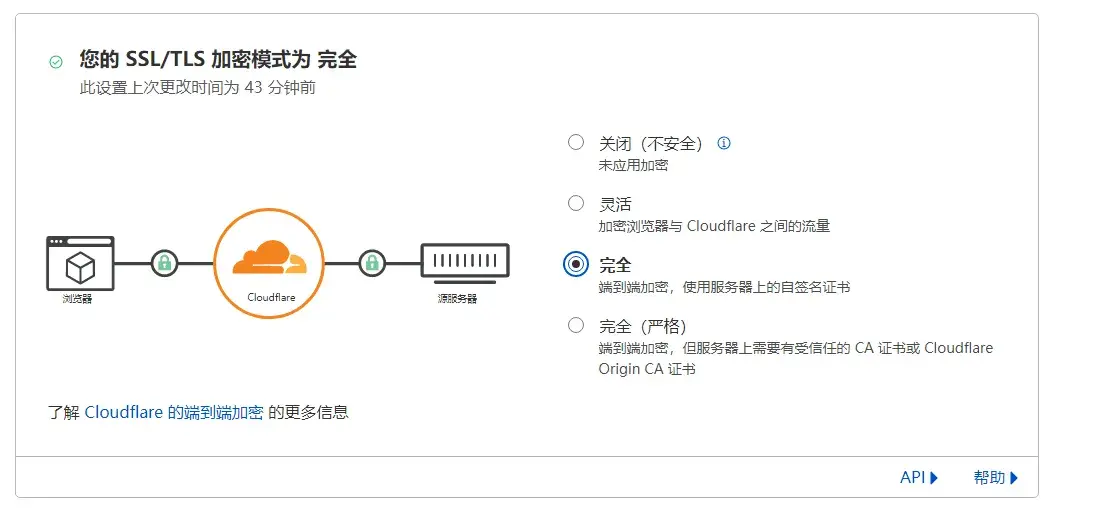 您的 SSL/TLS 加密模式为 完全
此设置上次更改时间为 43 分钟前
关闭（不安全）
未应用加密
灵活
加密浏览器与 Cloudflare 之间的流量
完全
端到端加密，使用服务器上的自签名证书
完全（严格）
端到端加密，但服务器上需要有受信任的 CA 证书或 Cloudflare
Origin CA 证书
浏览器
Cloudflare
源服务器
了解 Cloudflare 的端到端加密 的更多信息
API
帮助